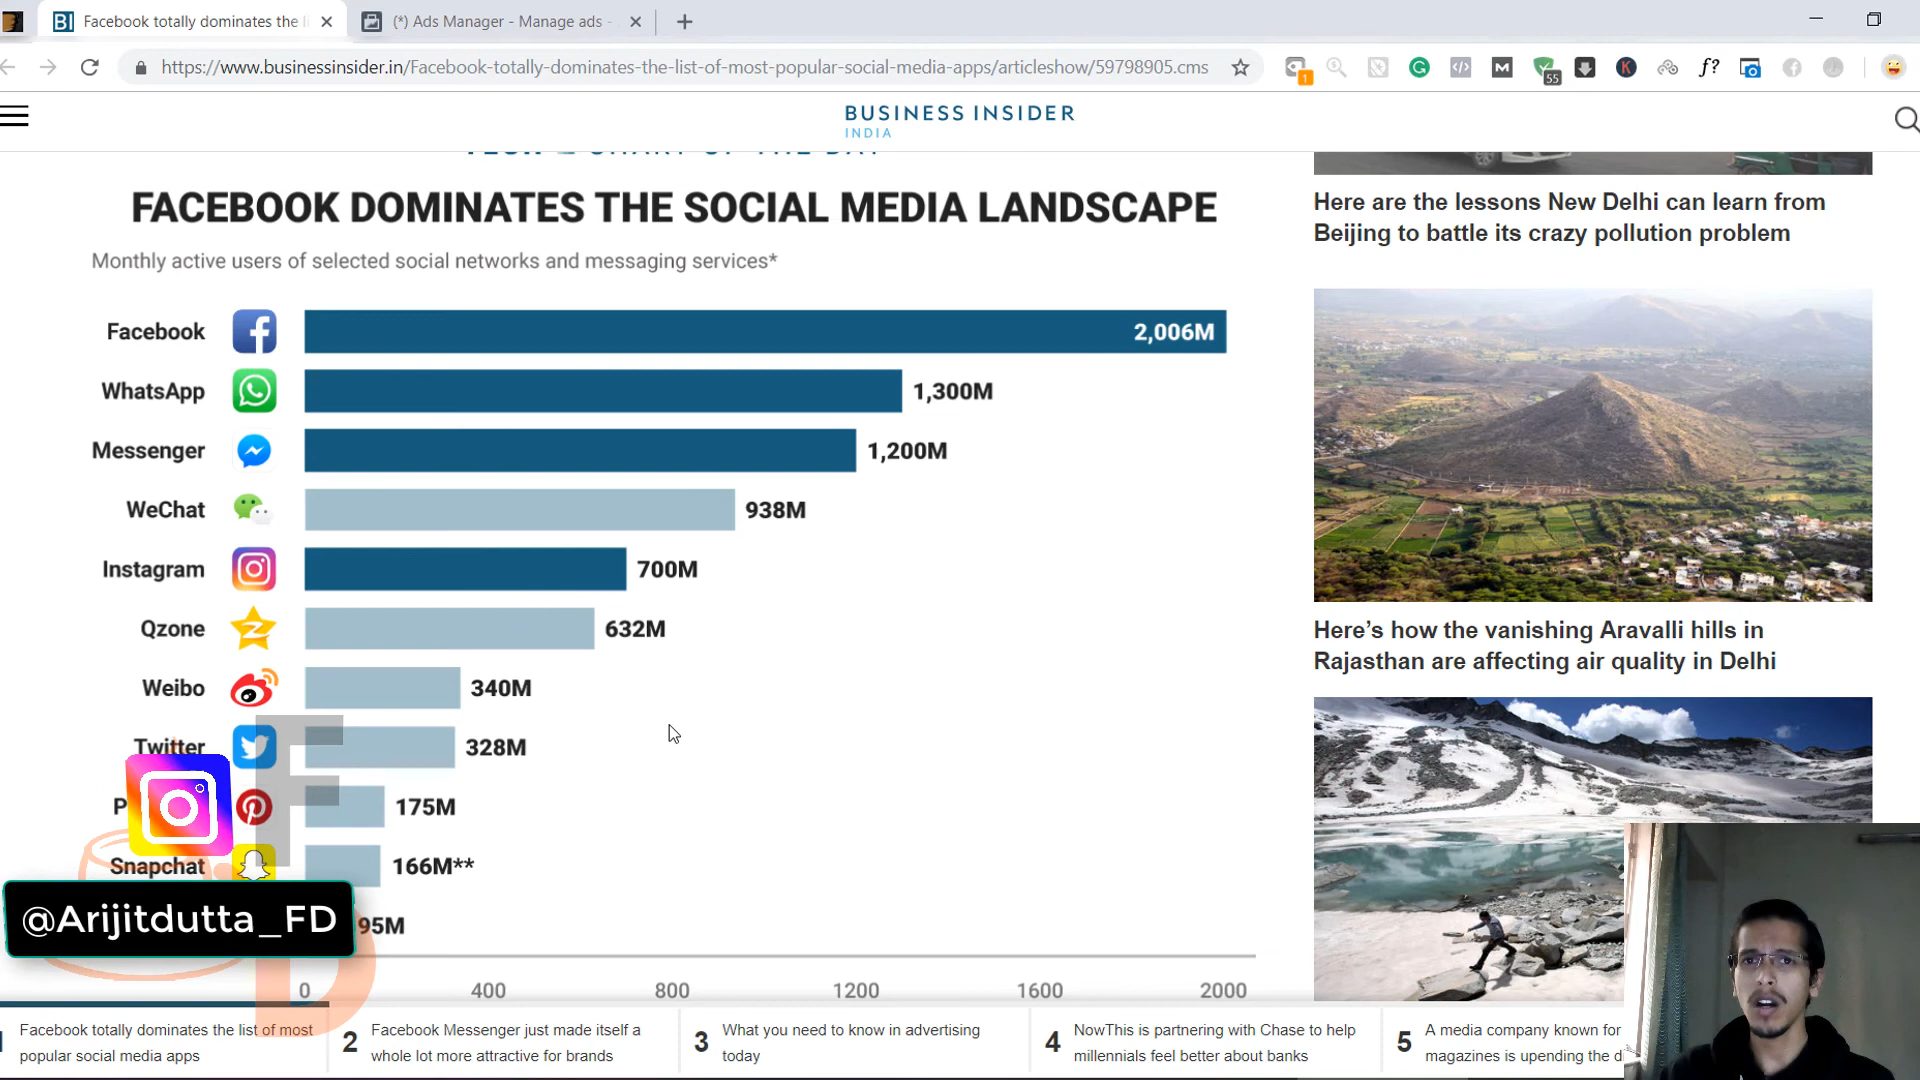 Facebook totally dominates the li
(*) Ads Manager - Manage ads -
https://www.businessinsider.in/Facebook-totally-dominates-the-list-of-most-popular-social-media-apps/articleshow/59798905.cms
1
55
f?
BUSINESS INSIDER
INDIA
FACEBOOK DOMINATES THE SOCIAL MEDIA LANDSCAPE
Monthly active users of selected social networks and messaging services*
Facebook 2,006M
WhatsApp 1,300M
Messenger 1,200M
WeChat 938M
Instagram 700M
Qzone 632M
Weibo 340M
Twitter 328M
175M
Snapchat 166M**
95M
@Arijitdutta_FD
0 400 800 1200 1600 2000
Here are the lessons New Delhi can learn from
Beijing to battle its crazy pollution problem
Here’s how the vanishing Aravalli hills in
Rajasthan are affecting air quality in Delhi
1 Facebook totally dominates the list of most
popular social media apps
2 Facebook Messenger just made itself a
whole lot more attractive for brands
3 What you need to know in advertising
today
4 NowThis is partnering with Chase to help
millennials feel better about banks
5 A media company known for
magazines is upending the d